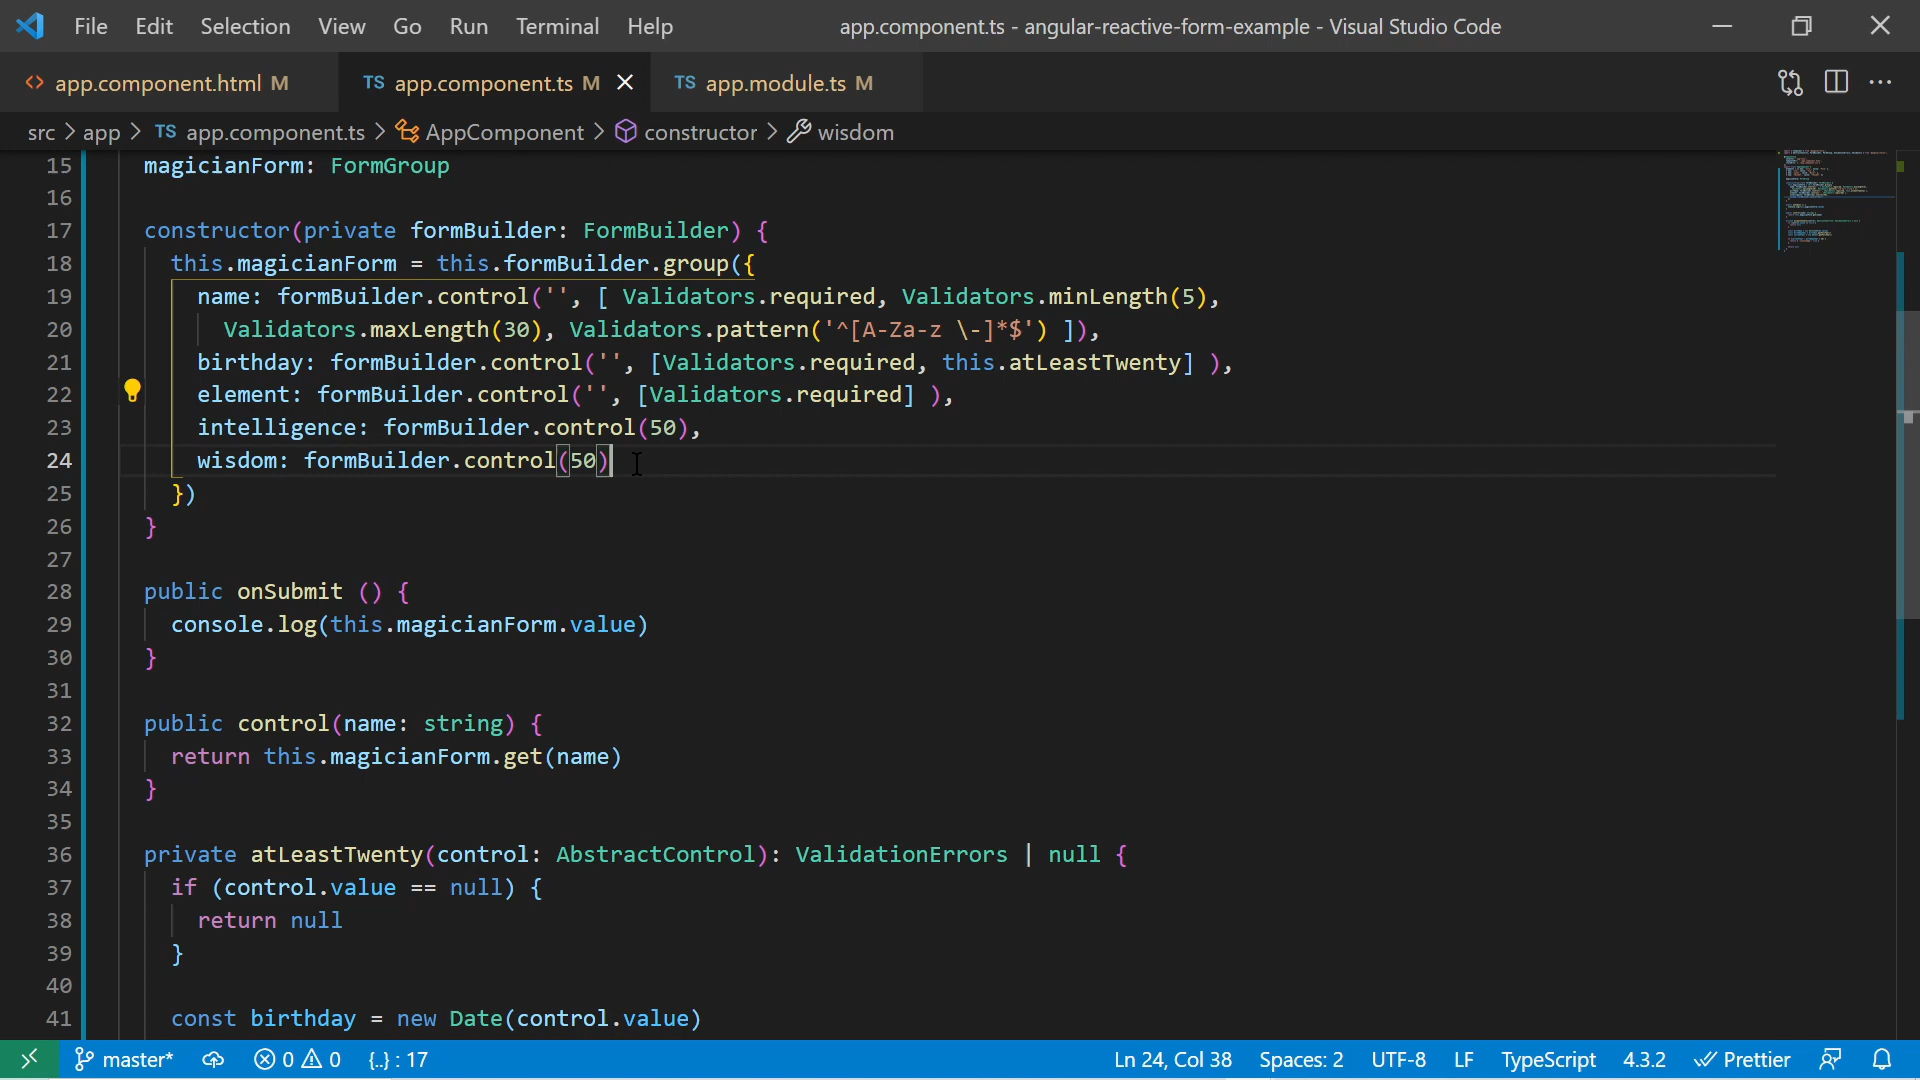 File Edit Selection View Go Run Terminal Help app.component.ts - angular-reactive-form-example - Visual Studio Code
<> app.component.html M TS app.component.ts M TS app.module.ts M ...
src > app > TS app.component.ts > AppComponent > constructor > wisdom
15 magicianForm: FormGroup
16
17 constructor(private formBuilder: FormBuilder) {
18 this.magicianForm = this.formBuilder.group({
19 name: formBuilder.control('', [ Validators.required, Validators.minLength(5),
20 Validators.maxLength(30), Validators.pattern('^[A-Za-z \-]*$') ]),
21 birthday: formBuilder.control('', [Validators.required, this.atLeastTwenty] ),
22 element: formBuilder.control('', [Validators.required] ),
23 intelligence: formBuilder.control(50),
24 wisdom: formBuilder.control(50)
25 })
26 }
27
28 public onSubmit () {
29 console.log(this.magicianForm.value)
30 }
31
32 public control(name: string) {
33 return this.magicianForm.get(name)
34 }
35
36 private atLeastTwenty(control: AbstractControl): ValidationErrors | null {
37 if (control.value == null) {
38 return null
39 }
40
41 const birthday = new Date(control.value)
master* 0 0 {..} : 17 Ln 24, Col 38 Spaces: 2 UTF-8 LF TypeScript 4.3.2 Prettier